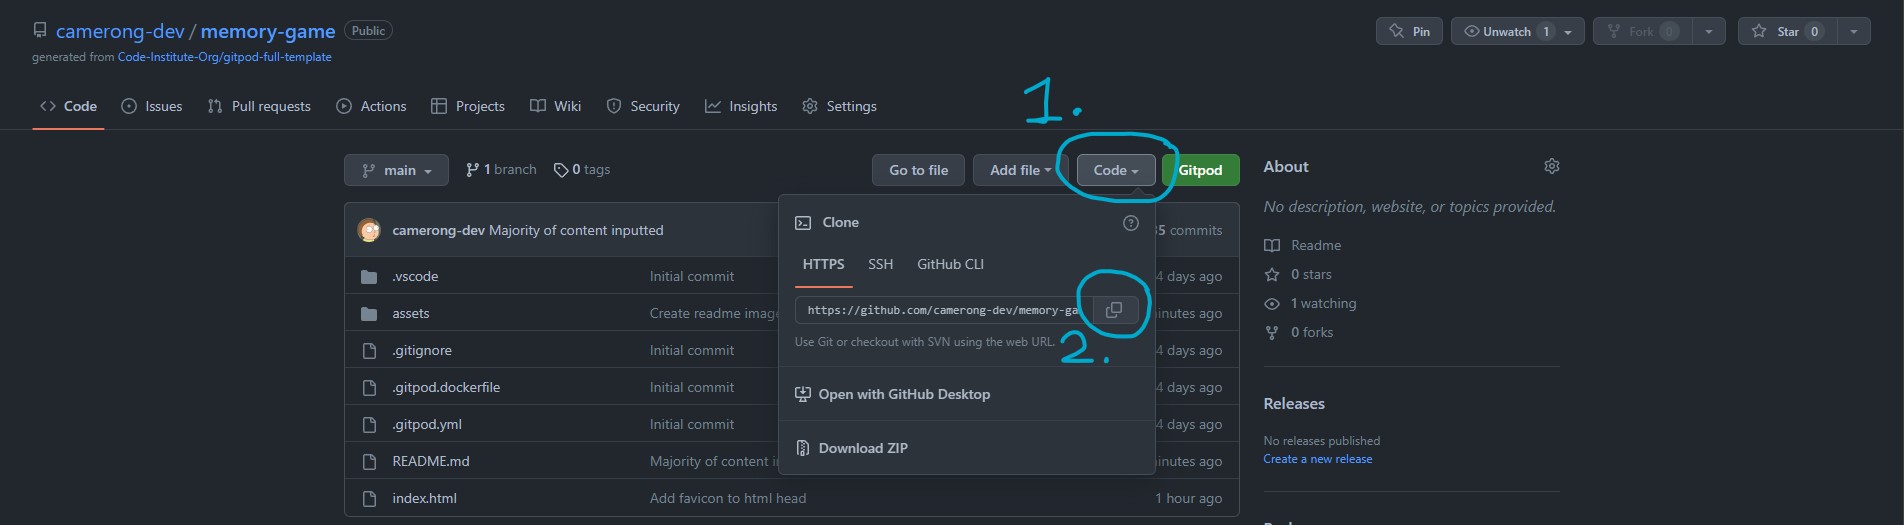 camerong-dev / memory-game Public
Pin Unwatch 1 Fork 0 Star 0
generated from Code-Institute-Org/gitpod-full-template
1.
Code Issues Pull requests Actions Projects Wiki Security Insights Settings
main 1 branch 0 tags Go to file Add file Code Gitpod
About
No description, website, or topics provided.
Readme
0 stars
1 watching
0 forks
Releases
No releases published
Create a new release
Clone
HTTPS SSH GitHub CLI
https://github.com/camerong-dev/memory-ga
Use Git or checkout with SVN using the web URL.
2.
Open with GitHub Desktop
Download ZIP
camerong-dev Majority of content inputted 35 commits
.vscode Initial commit 4 days ago
assets Create readme ago
.gitignore Initial commit 4 days ago
.gitpod.dockerfile Initial commit 4 days ago
.gitpod.yml Initial commit 4 days ago
README.md Majority of content ago
index.html Add favicon to html head 1 hour ago